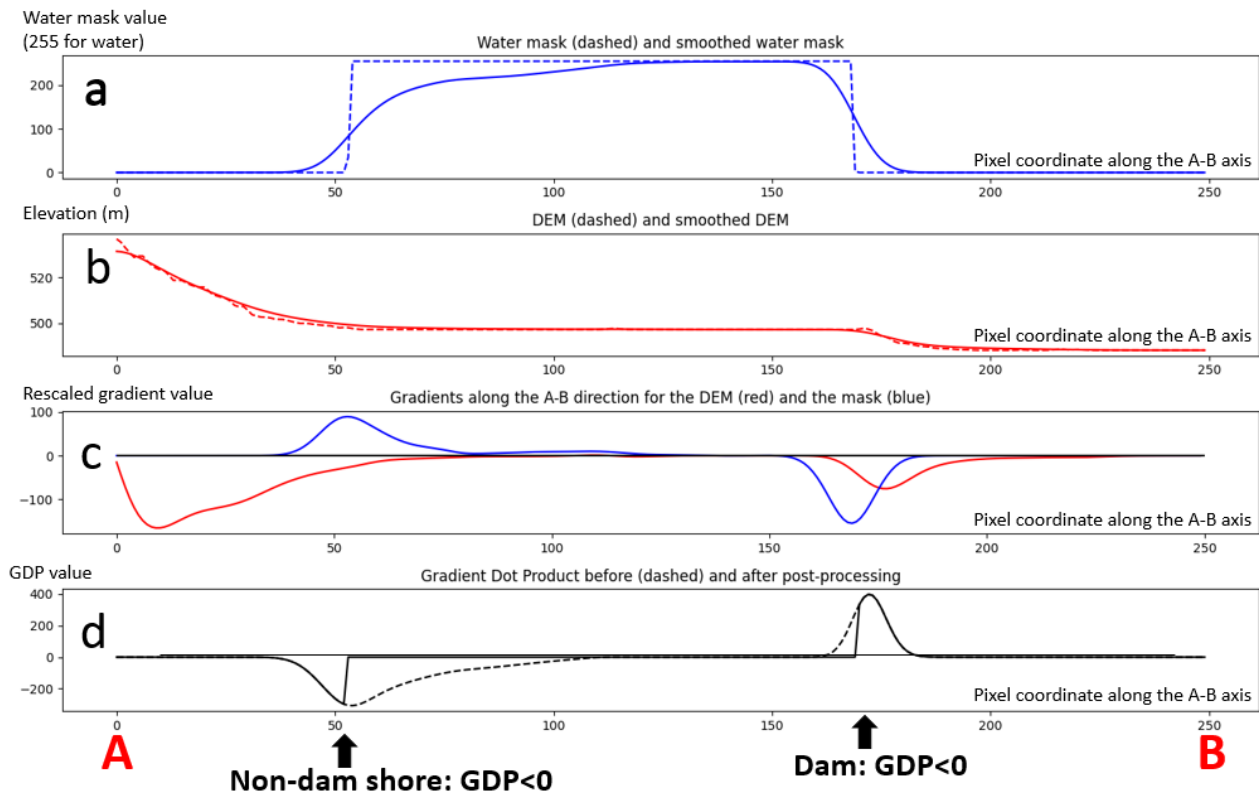 Water mask value
(255 for water)
Water mask (dashed) and smoothed water mask
a
200
100
0
Pixel coordinate along the A-B axis
0 50 100 150 200 250
Elevation (m)
DEM (dashed) and smoothed DEM
b
520
500
Pixel coordinate along the A-B axis
0 50 100 150 200 250
Rescaled gradient value
Gradients along the A-B direction for the DEM (red) and the mask (blue)
100
c
0
−100
Pixel coordinate along the A-B axis
0 50 100 150 200 250
GDP value
Gradient Dot Product before (dashed) and after post-processing
400
d
200
0
−200
Pixel coordinate along the A-B axis
0 50 100 150 200 250
A B
Non-dam shore: GDP<0 Dam: GDP<0